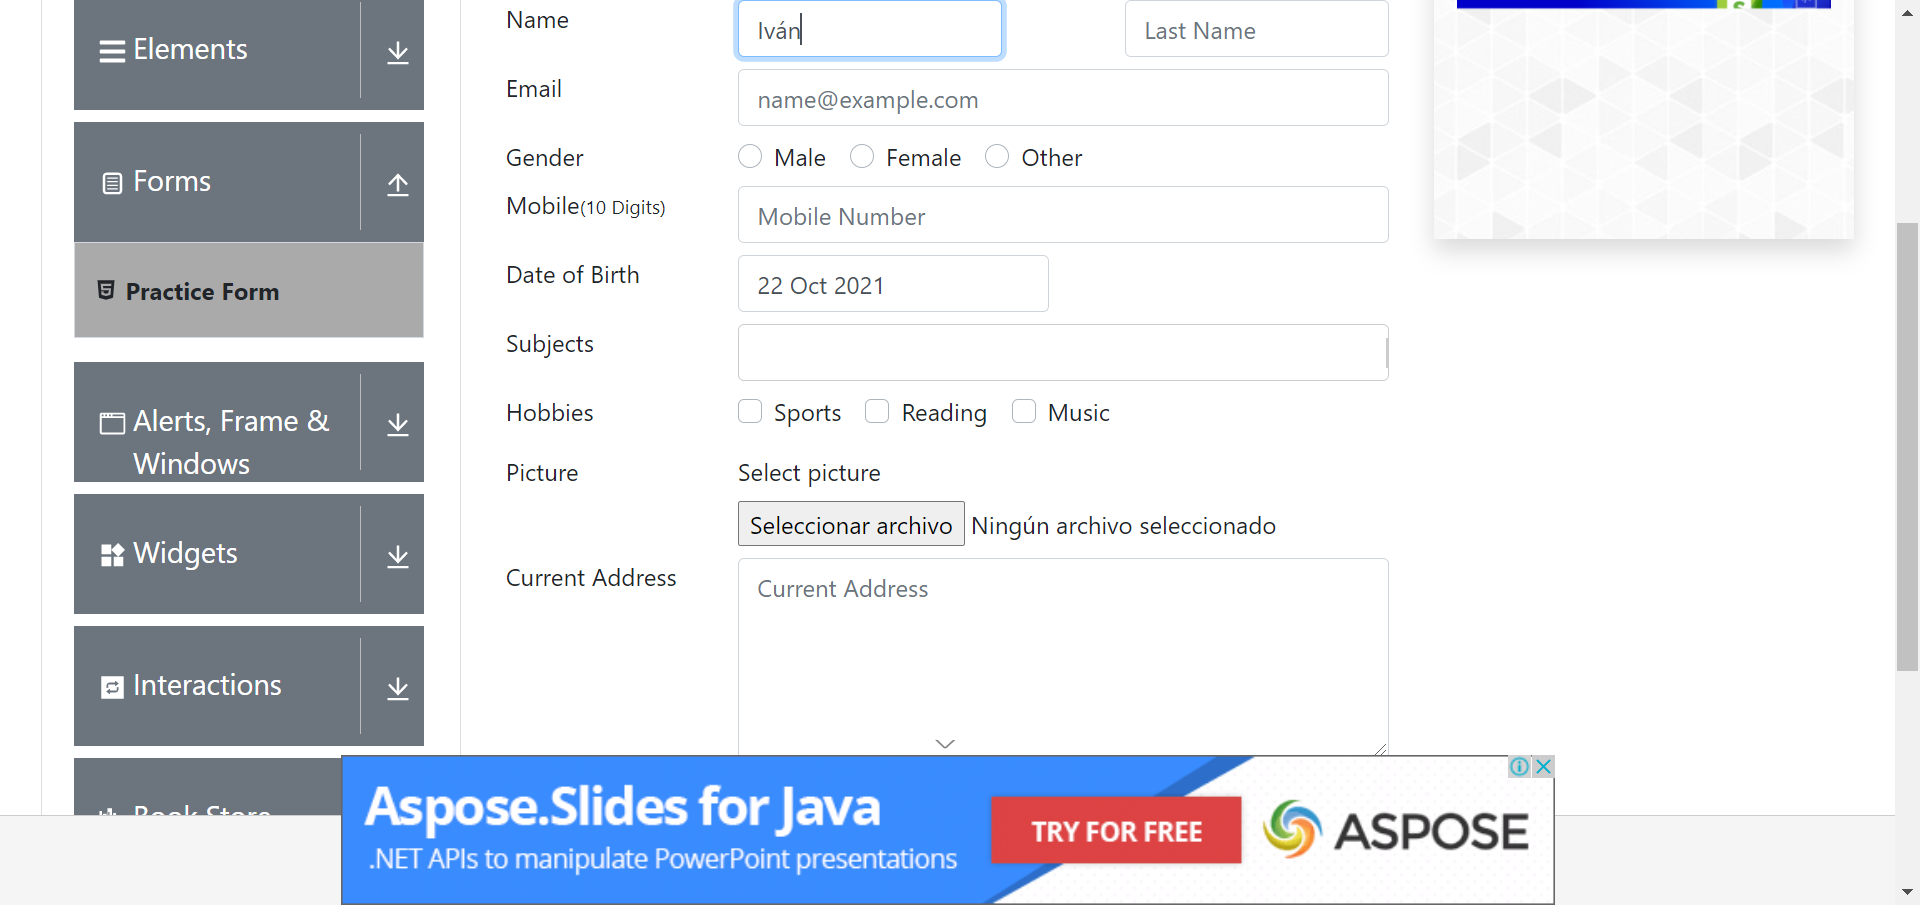 Elements
Forms
Practice Form
Alerts, Frame &
Windows
Widgets
Interactions
Book Store
Name
Iván
Last Name
Email
name@example.com
Gender
Male
Female
Other
Mobile(10 Digits)
Mobile Number
Date of Birth
22 Oct 2021
Subjects
Hobbies
Sports
Reading
Music
Picture
Select picture
Seleccionar archivo Ningún archivo seleccionado
Current Address
Current Address
Aspose.Slides for Java
.NET APIs to manipulate PowerPoint presentations
TRY FOR FREE
ASPOSE